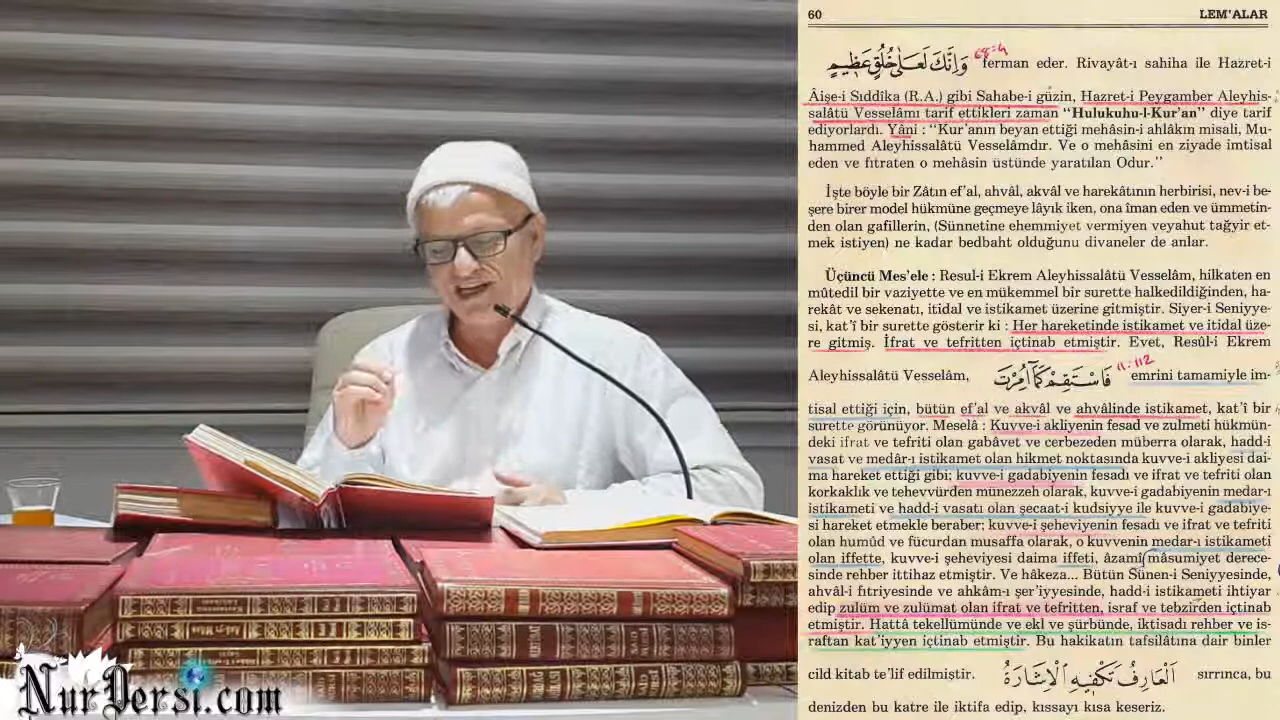 60 LEM'ALAR
وَاِنَّكَ لَعَلٰى خُلُقٍ عَظِيمٍ 68:4 ferman eder. Rivayât-ı sahiha ile Hazret-i
Âişe-i Sıddîka (R.A.) gibi Sahabe-i güzin, Hazret-i Peygamber Aleyhis-
salâtü Vesselâmı tarif ettikleri zaman "Hulukuhu-l-Kur'an" diye tarif
ediyorlardı. Yâni : "Kur'anın beyan ettiği mehâsin-i ahlâkın misali, Mu-
hammed Aleyhissalâtü Vesselâmdır. Ve o mehâsini en ziyade imtisal
eden ve fıtraten o mehâsin üstünde yaratılan Odur."
İşte böyle bir Zâtın ef'al, ahvâl, akvâl ve harekâtının herbirisi, nev-i be-
şere birer model hükmüne geçmeye lâyık iken, ona îman eden ve ümmetin-
den olan gafillerin, (Sünnetine ehemmiyet vermiyen veyahut tağyir et-
mek istiyen) ne kadar bedbaht olduğunu divaneler de anlar.
Üçüncü Mes'ele : Resul-i Ekrem Aleyhissalâtü Vesselâm, hilkaten en
mûtedil bir vaziyette ve en mükemmel bir surette halkedildiğinden, ha-
rekât ve sekenatı, itidal ve istikamet üzerine gitmiştir. Siyer-i Seniyye-
si, kat'î bir surette gösterir ki : Her hareketinde istikamet ve itidal üze-
re gitmiş. İfrat ve tefritten içtinab etmiştir. Evet, Resûl-i Ekrem
Aleyhissalâtü Vesselâm, فَاسْتَقِمْ كَمَٓا اُمِرْتَ 11:112 emrini tamamiyle im-
tisal ettiği için, bütün ef'al ve akvâl ve ahvâlinde istikamet, kat'î bir
surette görünüyor. Meselâ : Kuvve-i akliyenin fesad ve zulmeti hükmün-
deki ifrat ve tefriti olan gabâvet ve cerbezeden müberra olarak, hadd-i
vasat ve medâr-ı istikamet olan hikmet noktasında kuvve-i akliyesi dai-
ma hareket ettiği gibi; kuvve-i gadabiyenin fesadı ve ifrat ve tefriti olan
korkaklık ve tehevvürden münezzeh olarak, kuvve-i gadabiyenin medar-ı
istikameti ve hadd-i vasatı olan şecaat-i kudsiyye ile kuvve-i gadabiye-
si hareket etmekle beraber; kuvve-i şeheviyenin fesadı ve ifrat ve tefriti
olan humûd ve fücurdan musaffa olarak, o kuvvenin medar-ı istikameti
olan iffette, kuvve-i şeheviyesi daima iffeti, âzamî mâsumiyet derece-
sinde rehber ittihaz etmiştir. Ve hâkeza... Bütün Sünen-i Seniyyesinde,
ahvâl-i fıtriyesinde ve ahkâm-ı şer'iyyesinde, hadd-i istikameti ihtiyar
edip zulüm ve zulümat olan ifrat ve tefritten, israf ve tebzirden içtinab
etmiştir. Hattâ tekellümünde ve ekl ve şürbünde, iktisadı rehber ve is-
raftan kat'iyyen içtinab etmiştir. Bu hakikatın tafsilâtına dair binler
cild kitab te'lif edilmiştir. اَلْعَارِفُ تَكْفِيهِ الْاِشَارَةُ sırrınca, bu
denizden bu katre ile iktifa edip, kıssayı kısa keseriz.
NurDersi.com